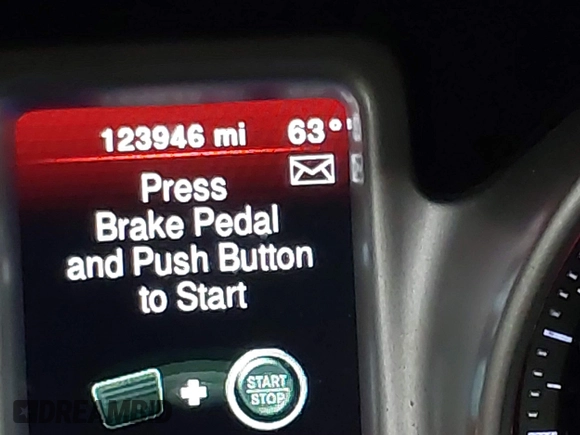 123946 mi 63°
Press
Brake Pedal
and Push Button
to Start
START
STOP
DREAMBID